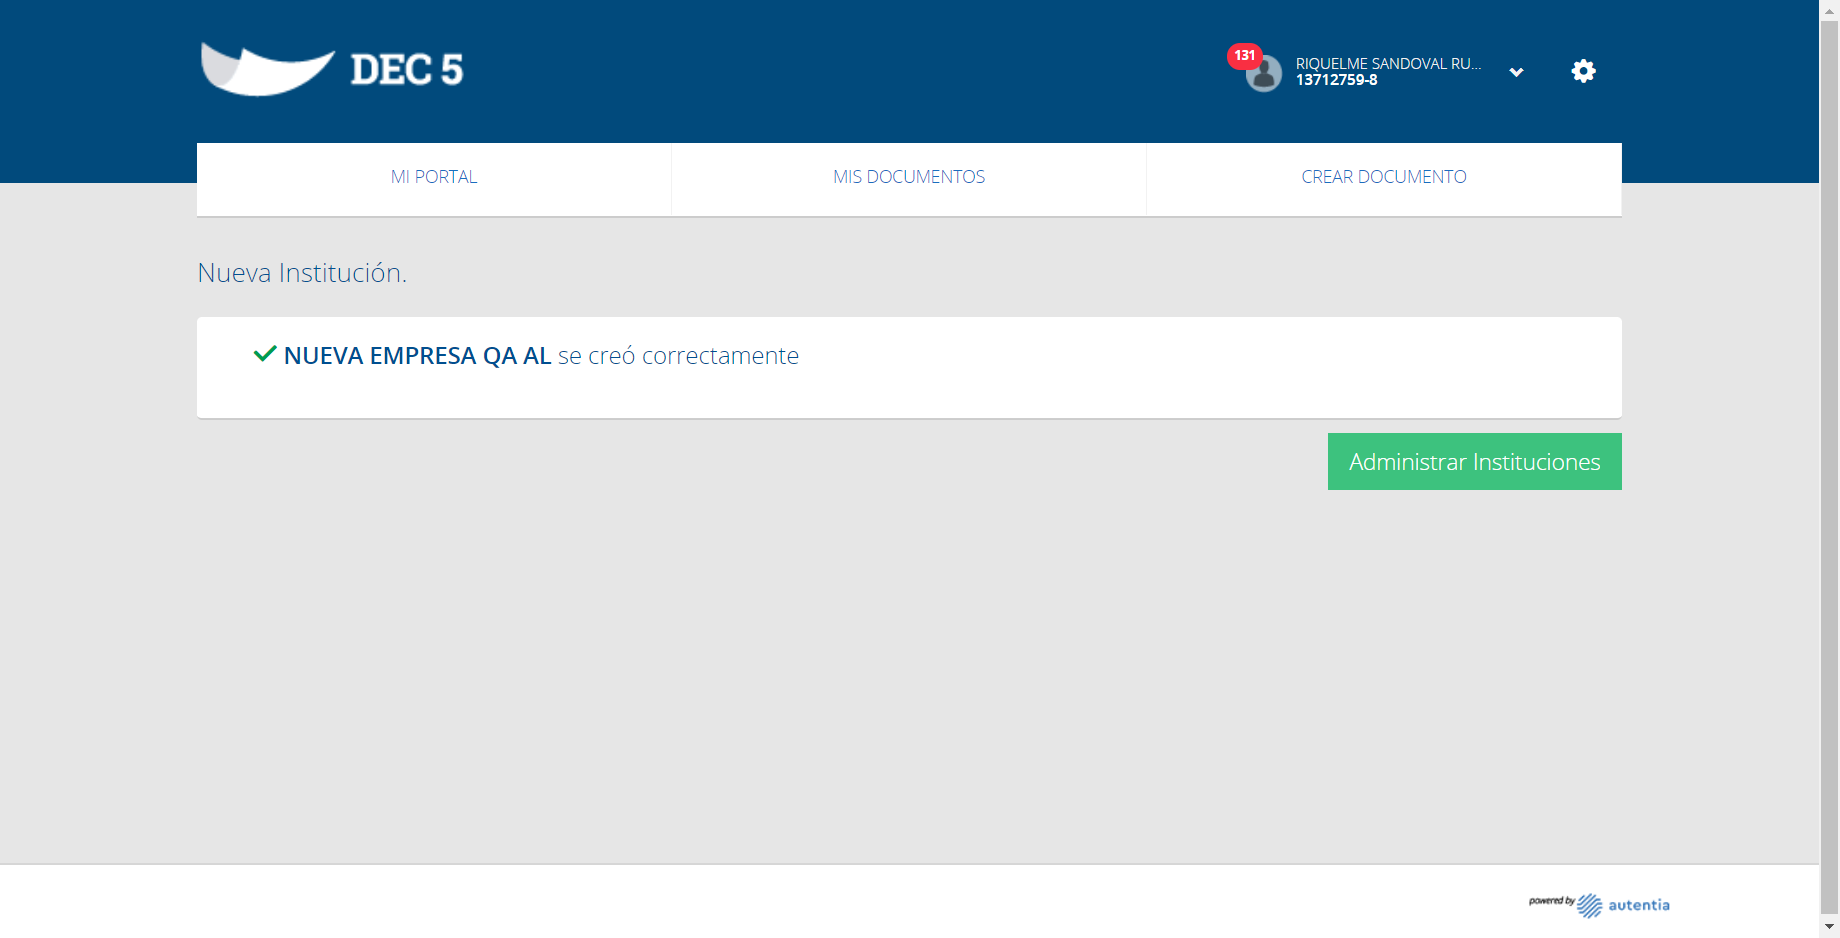 DEC 5
131
RIQUELME SANDOVAL RU...
13712759-8
MI PORTAL
MIS DOCUMENTOS
CREAR DOCUMENTO
Nueva Institución.
NUEVA EMPRESA QA AL se creó correctamente
Administrar Instituciones
powered by autentia